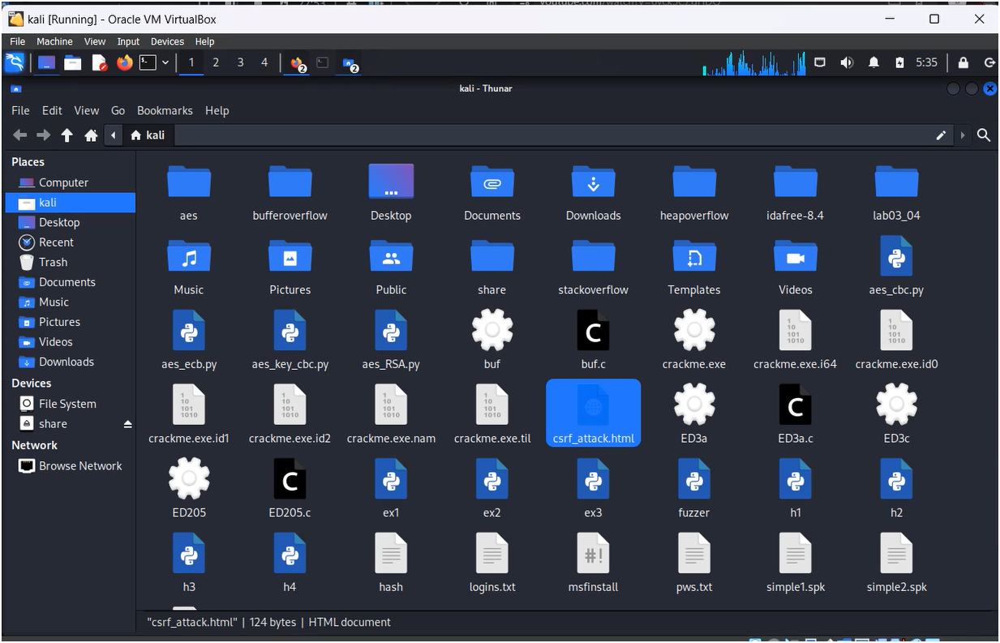 kali [Running] - Oracle VM VirtualBox
File Machine View Input Devices Help
1 2 3 4 2 2 5:35
kali - Thunar
File Edit View Go Bookmarks Help
kali
Places
Computer
kali
Desktop
Recent
Trash
Documents
Music
Pictures
Videos
Downloads
Devices
File System
share
Network
Browse Network
aes bufferoverflow Desktop Documents Downloads heapoverflow idafree-8.4 lab03_04
Music Pictures Public share stackoverflow Templates Videos aes_cbc.py
aes_ecb.py aes_key_cbc.py aes_RSA.py buf buf.c crackme.exe crackme.exe.i64 crackme.exe.id0
crackme.exe.id1 crackme.exe.id2 crackme.exe.nam crackme.exe.til csrf_attack.html ED3a ED3a.c ED3c
ED205 ED205.c ex1 ex2 ex3 fuzzer h1 h2
h3 h4 hash logins.txt msfinstall pws.txt simple1.spk simple2.spk
"csrf_attack.html" | 124 bytes | HTML document